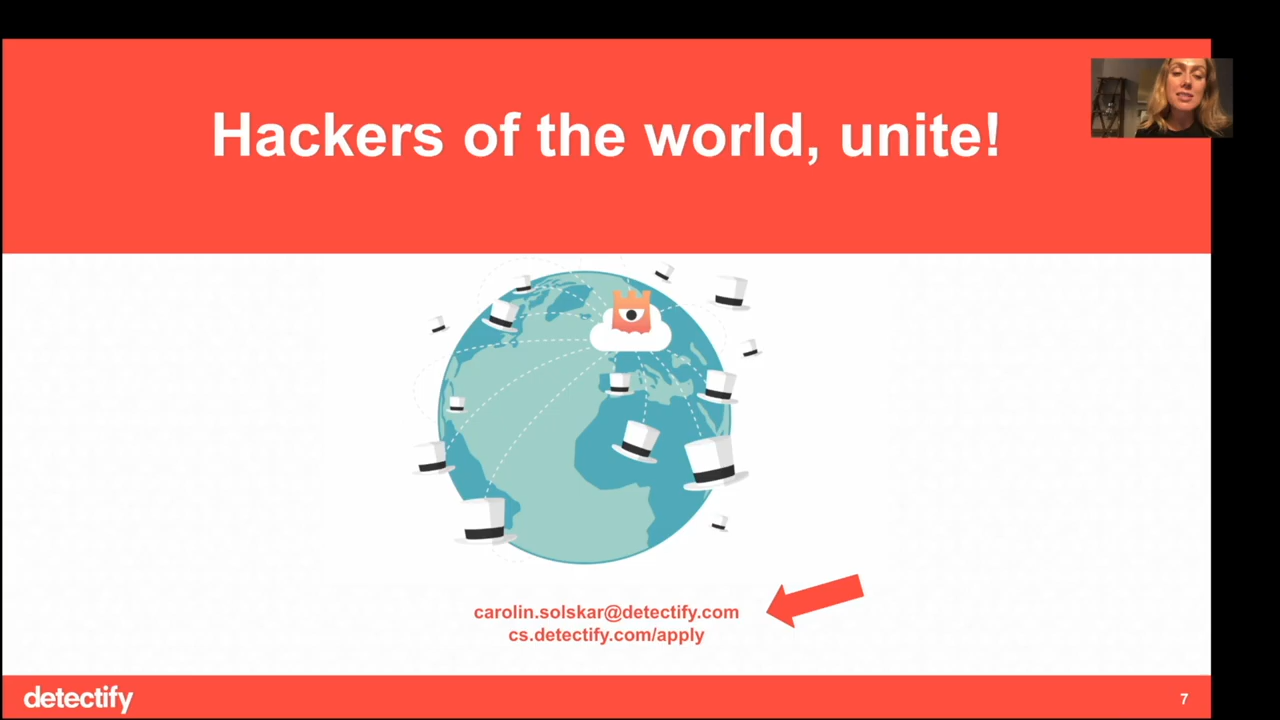 Hackers of the world, unite!
carolin.solskar@detectify.com
cs.detectify.com/apply
detectify
7